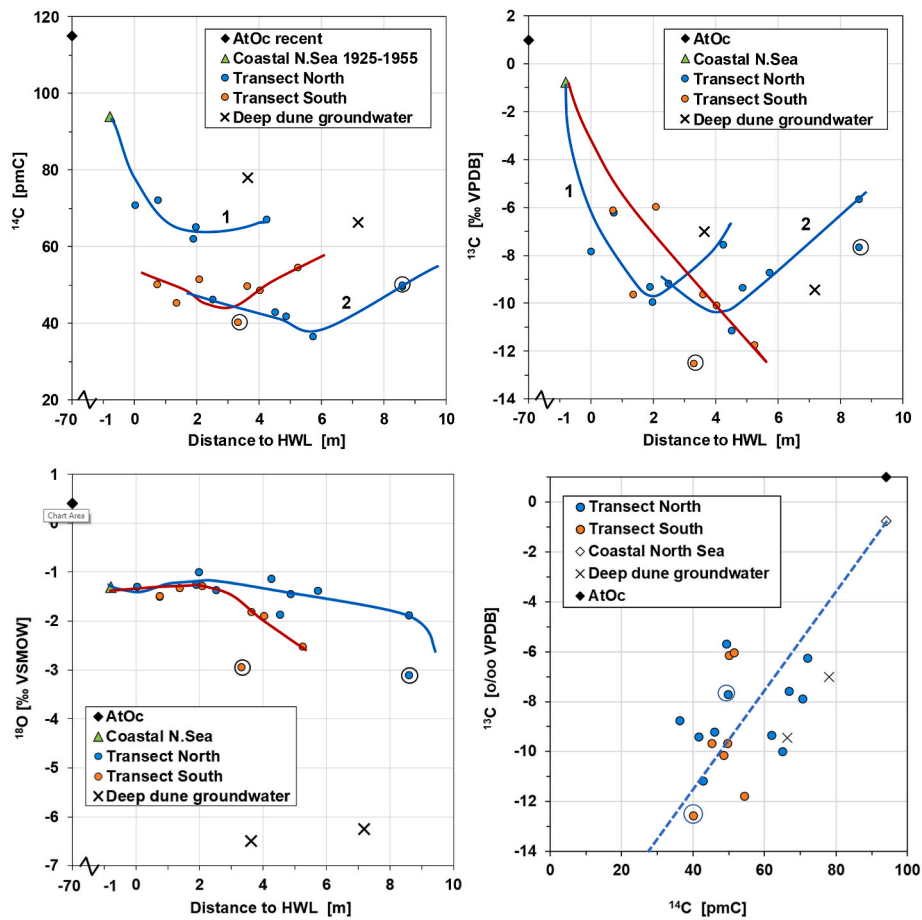 120
100
80
60
40
20
¹⁴C [pmC]
AtOc recent
Coastal N.Sea 1925-1955
Transect North
Transect South
Deep dune groundwater
1
2
-70 -1 0 2 4 6 8 10
Distance to HWL [m]
2
0
-2
-4
-6
-8
-10
-12
-14
¹³C [‰ VPDB]
AtOc
Coastal N.Sea
Transect North
Transect South
Deep dune groundwater
1
2
-70 -1 0 2 4 6 8 10
Distance to HWL [m]
1
0
-1
-2
-3
-4
-5
-6
-7
¹⁸O [‰ VSMOW]
Chart Area
AtOc
Coastal N.Sea
Transect North
Transect South
Deep dune groundwater
-70 -1 0 2 4 6 8 10
Distance to HWL [m]
0
-2
-4
-6
-8
-10
-12
-14
¹³C [o/oo VPDB]
Transect North
Transect South
Coastal North Sea
Deep dune groundwater
AtOc
0 20 40 60 80 100
¹⁴C [pmC]